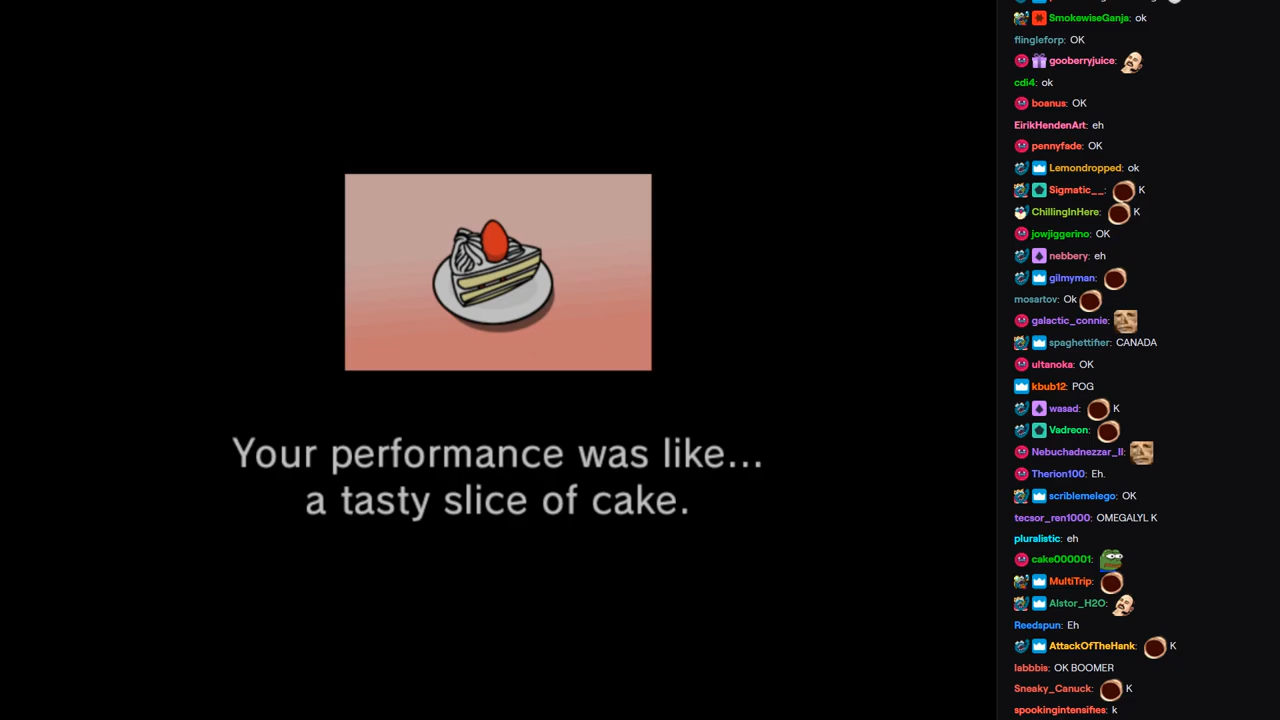 Your performance was like...
a tasty slice of cake.
SmokewiseGanja: ok
flingleforp: OK
gooberryjuice:
cdi4: ok
boanus: OK
EirikHendenArt: eh
pennyfade: OK
Lemondropped: ok
Sigmatic__: K
ChillingInHere: K
jowjiggerino: OK
nebbery: eh
gilmyman:
mosartov: Ok
galactic_connie:
spaghettifier: CANADA
ultanoka: OK
kbub12: POG
wasad: K
Vadreon:
Nebuchadnezzar_II:
Therion100: Eh.
scriblemelego: OK
tecsor_ren1000: OMEGALYL K
pluralistic: eh
cake000001:
MultiTrip:
Alstor_H2O:
Reedspun: Eh
AttackOfTheHank: K
labbbis: OK BOOMER
Sneaky_Canuck: K
spookingintensifies: k